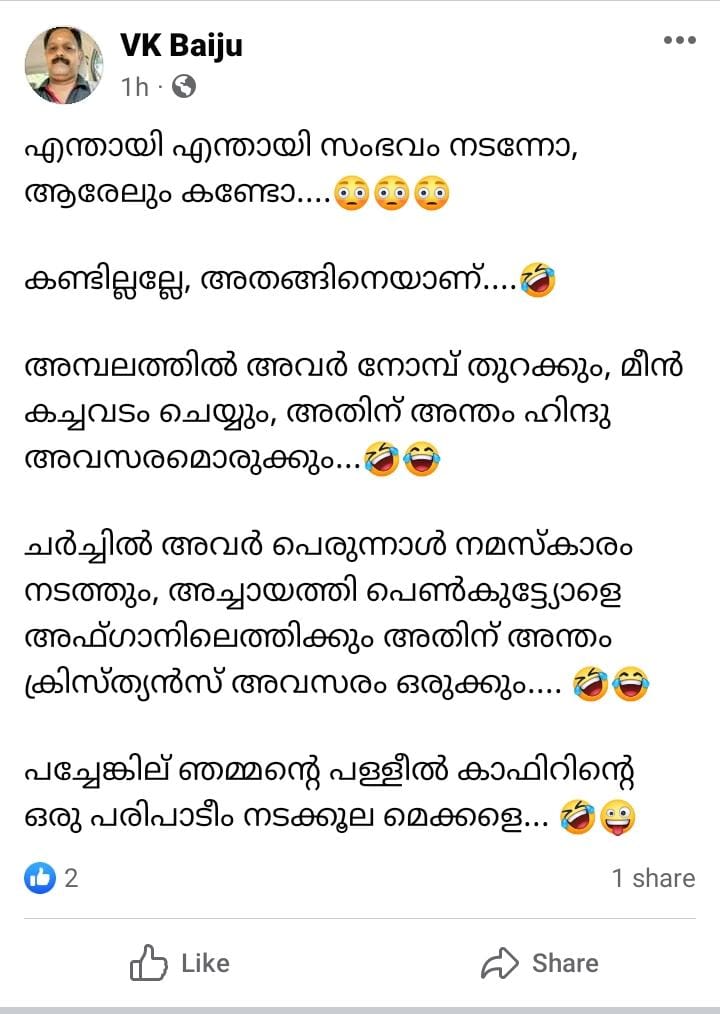 VK Baiju
1h ·
എന്തായി എന്തായി സംഭവം നടന്നോ,
ആരേലും കണ്ടോ....😳😳😳
കണ്ടില്ലല്ലേ, അതങ്ങിനെയാണ്....🤣
അമ്പലത്തിൽ അവർ നോമ്പ് തുറക്കും, മീൻ
കച്ചവടം ചെയ്യും, അതിന് അന്തം ഹിന്ദു
അവസരമൊരുക്കും...🤣😂
ചർച്ചിൽ അവർ പെരുന്നാൾ നമസ്കാരം
നടത്തും, അച്ചായത്തി പെൺകുട്ട്യോളെ
അഫ്ഗാനിലെത്തിക്കും അതിന് അന്തം
ക്രിസ്ത്യൻസ് അവസരം ഒരുക്കും.... 🤣😂
പച്ചേങ്കില് ഞമ്മന്റെ പള്ളീൽ കാഫിറിന്റെ
ഒരു പരിപാടീം നടക്കൂല മെക്കളെ... 🤣😜
2
1 share
Like
Share